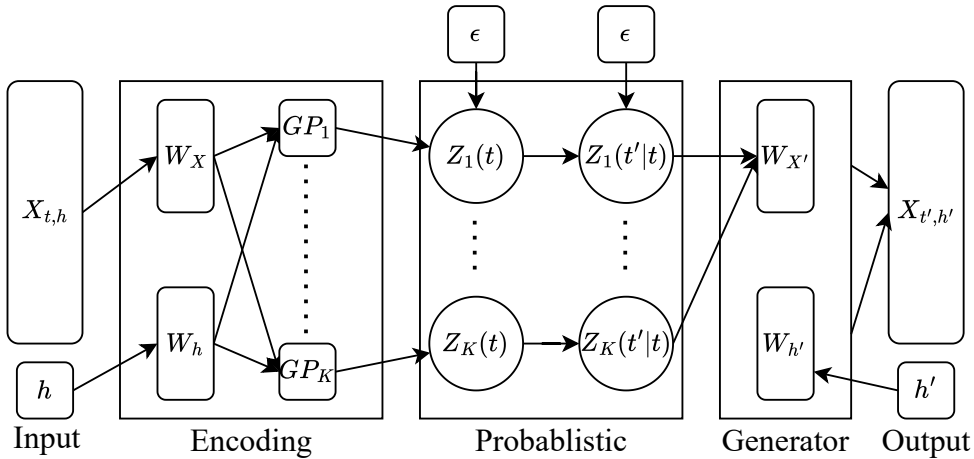 ϵ
ϵ
X_{t,h}
W_X
GP_1
Z_1(t)
Z_1(t'|t)
W_{X'}
X_{t',h'}
h
W_h
GP_K
Z_K(t)
Z_K(t'|t)
W_{h'}
h'
Input
Encoding
Probablistic
Generator
Output